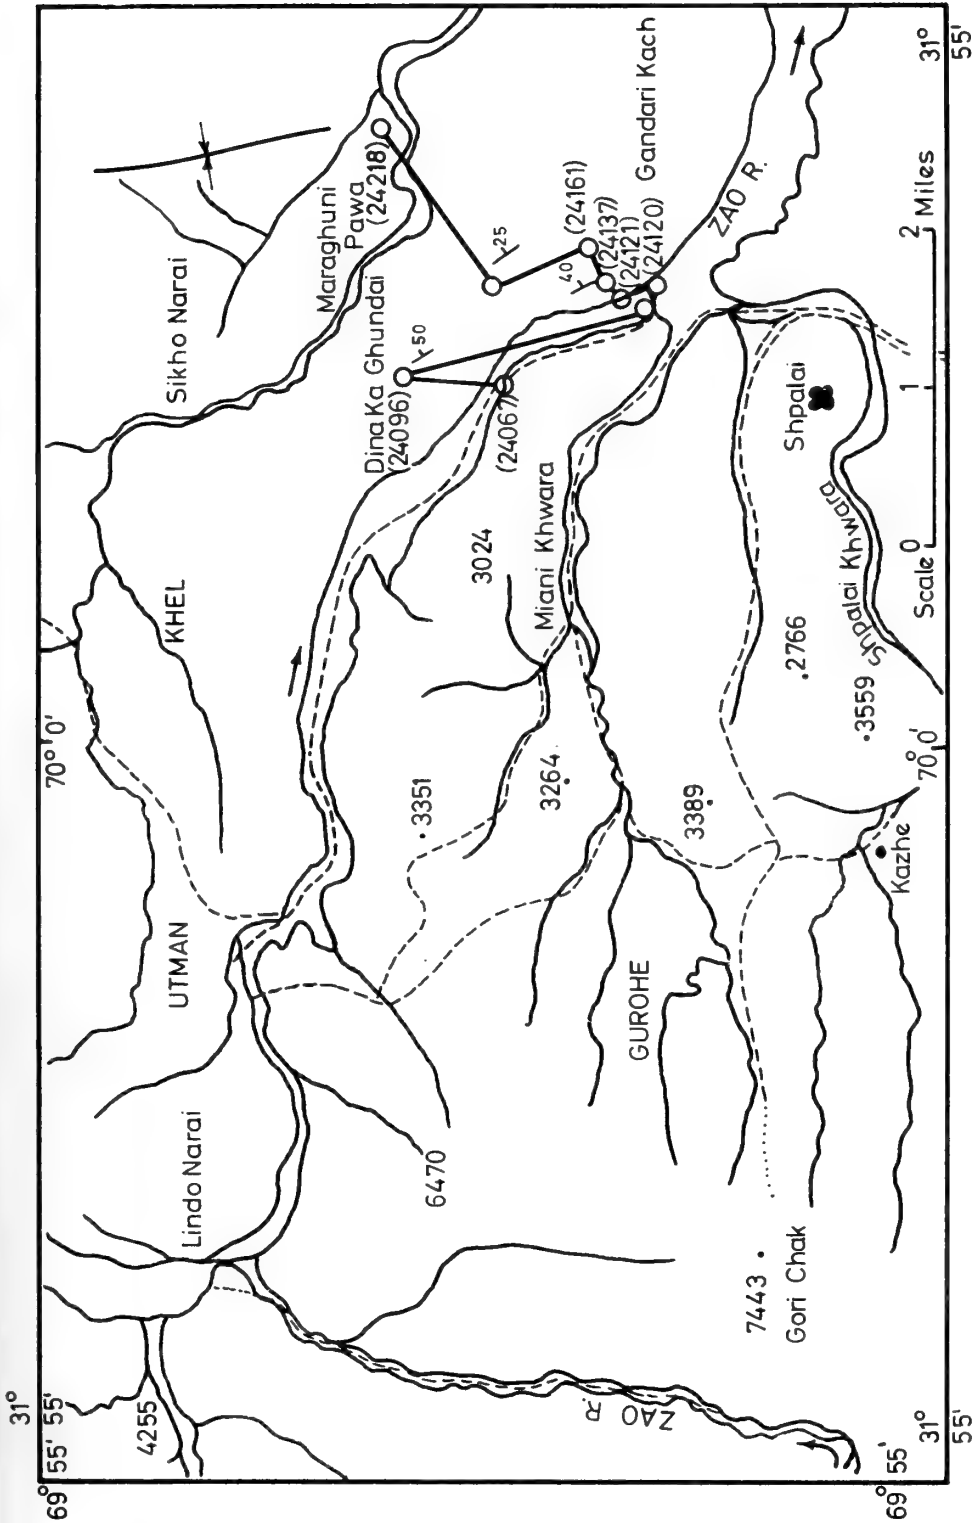 31°
55'
69° 55'
4255
Lindo Narai
UTMAN
70° 0'
KHEL
Sikho Narai
Maraghuni
Pawa
(24218)
Dina Ka Ghundai
(24096)
50
(24067)
25
40
(24161)
(24137)
(24121)
(24120)
Gandari Kach
ZAO R.
3024
Miani Khwara
3351
3264
6470
GUROHE
3389
Shpalai
2766
3559
Shpalai Khwara
Kazhe
7443
Gori Chak
ZAO R.
Scale 0 1 2 Miles
69° 55'
31°
55'
70° 0'
31°
55'